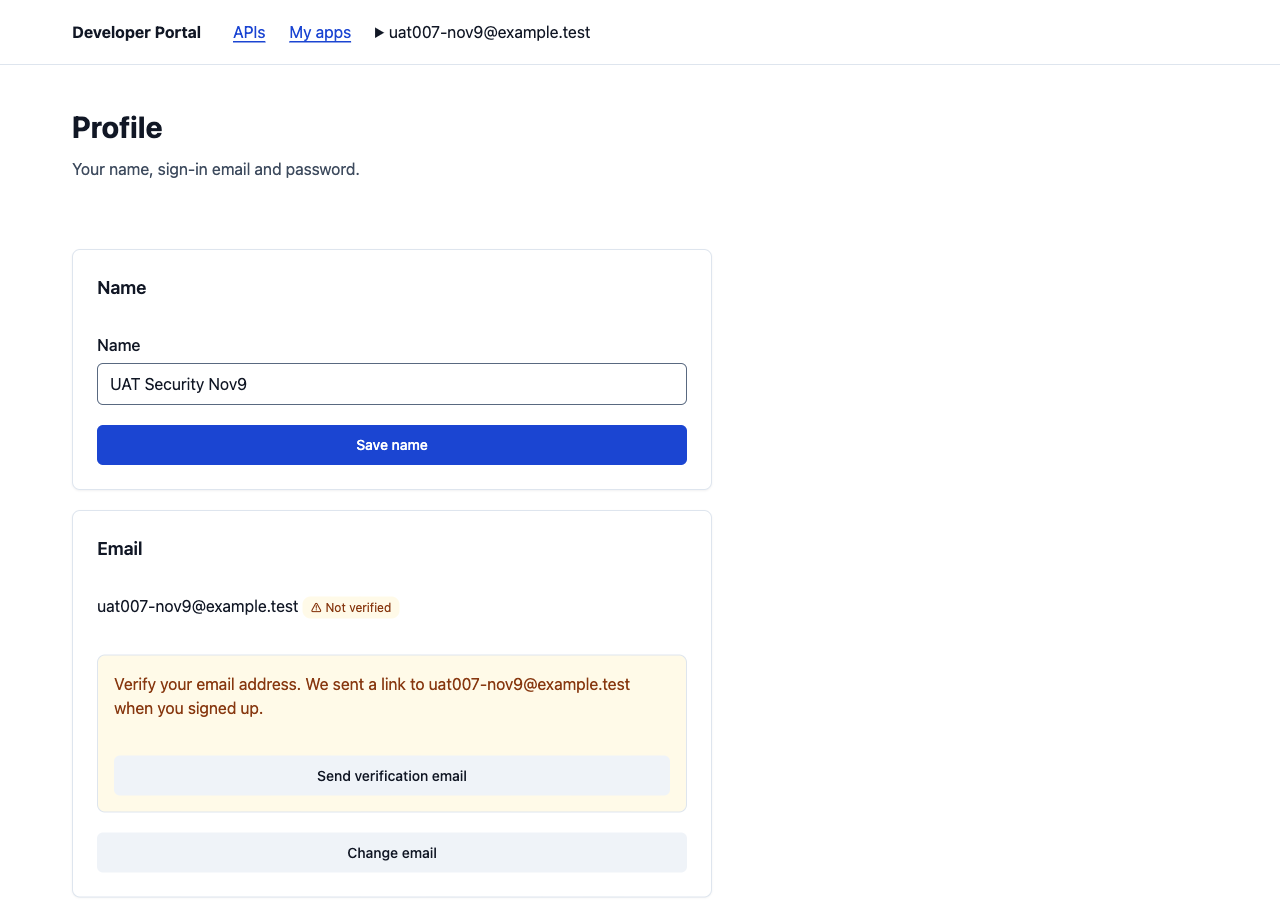 Developer Portal APIs My apps ▶ uat007-nov9@example.test
Profile
Your name, sign-in email and password.
Name
Name
UAT Security Nov9
Save name
Email
uat007-nov9@example.test ⚠ Not verified
Verify your email address. We sent a link to uat007-nov9@example.test
when you signed up.
Send verification email
Change email